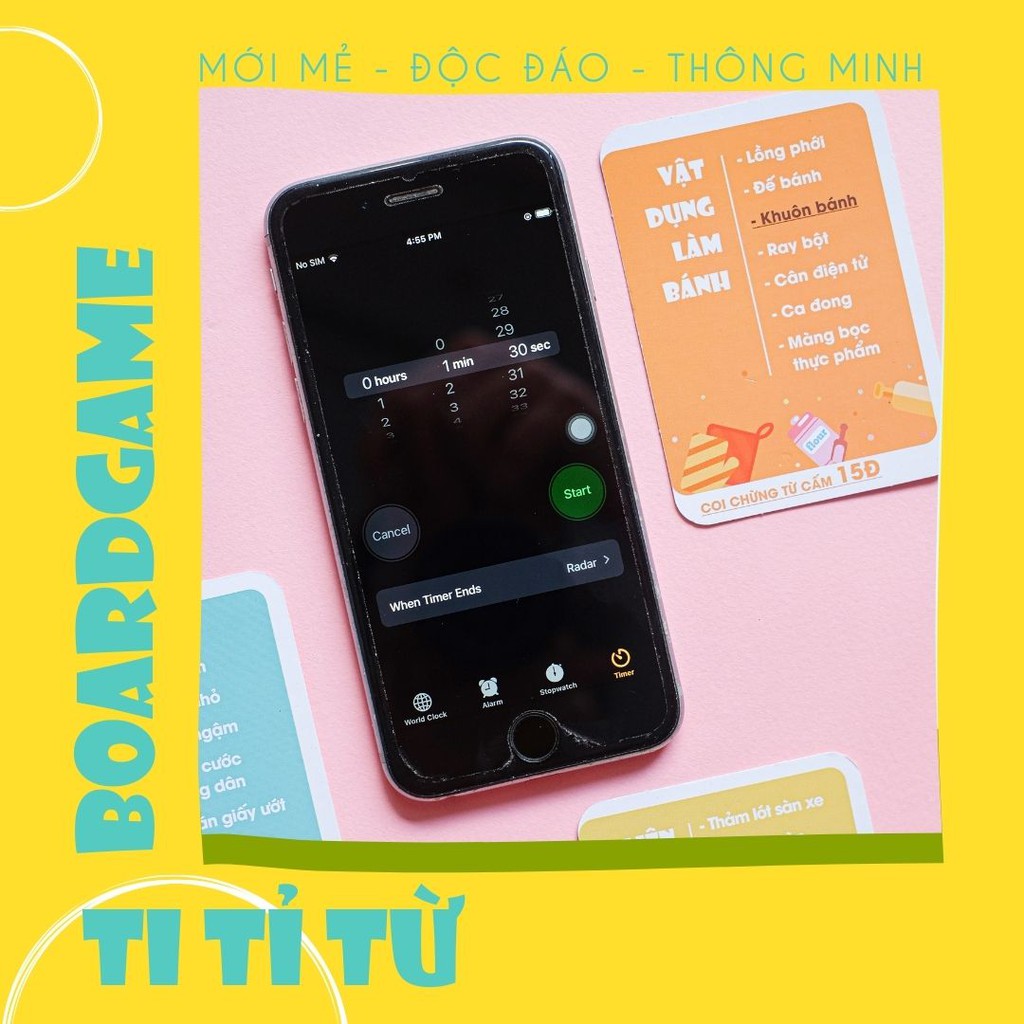 MỚI MẺ - ĐỘC ĐÁO - THÔNG MINH
BOARDGAME
TI TỈ TỪ
No SIM
4:55 PM
27
28
0 29
0 hours 1 min 30 sec
1 2 31
2 3 32
3 4 33
Start
Cancel
When Timer Ends Radar
World Clock
Alarm
Stopwatch
Timer
VẬT
DỤNG
LÀM
BÁNH
- Lồng phới
- Đế bánh
- Khuôn bánh
- Ray bột
- Cân điện tử
- Ca đong
- Màng bọc
thực phẩm
flour
COI CHỪNG TỪ CẤM 15Đ
cước
dân
giấy ướt
- Thảm lót sàn xe